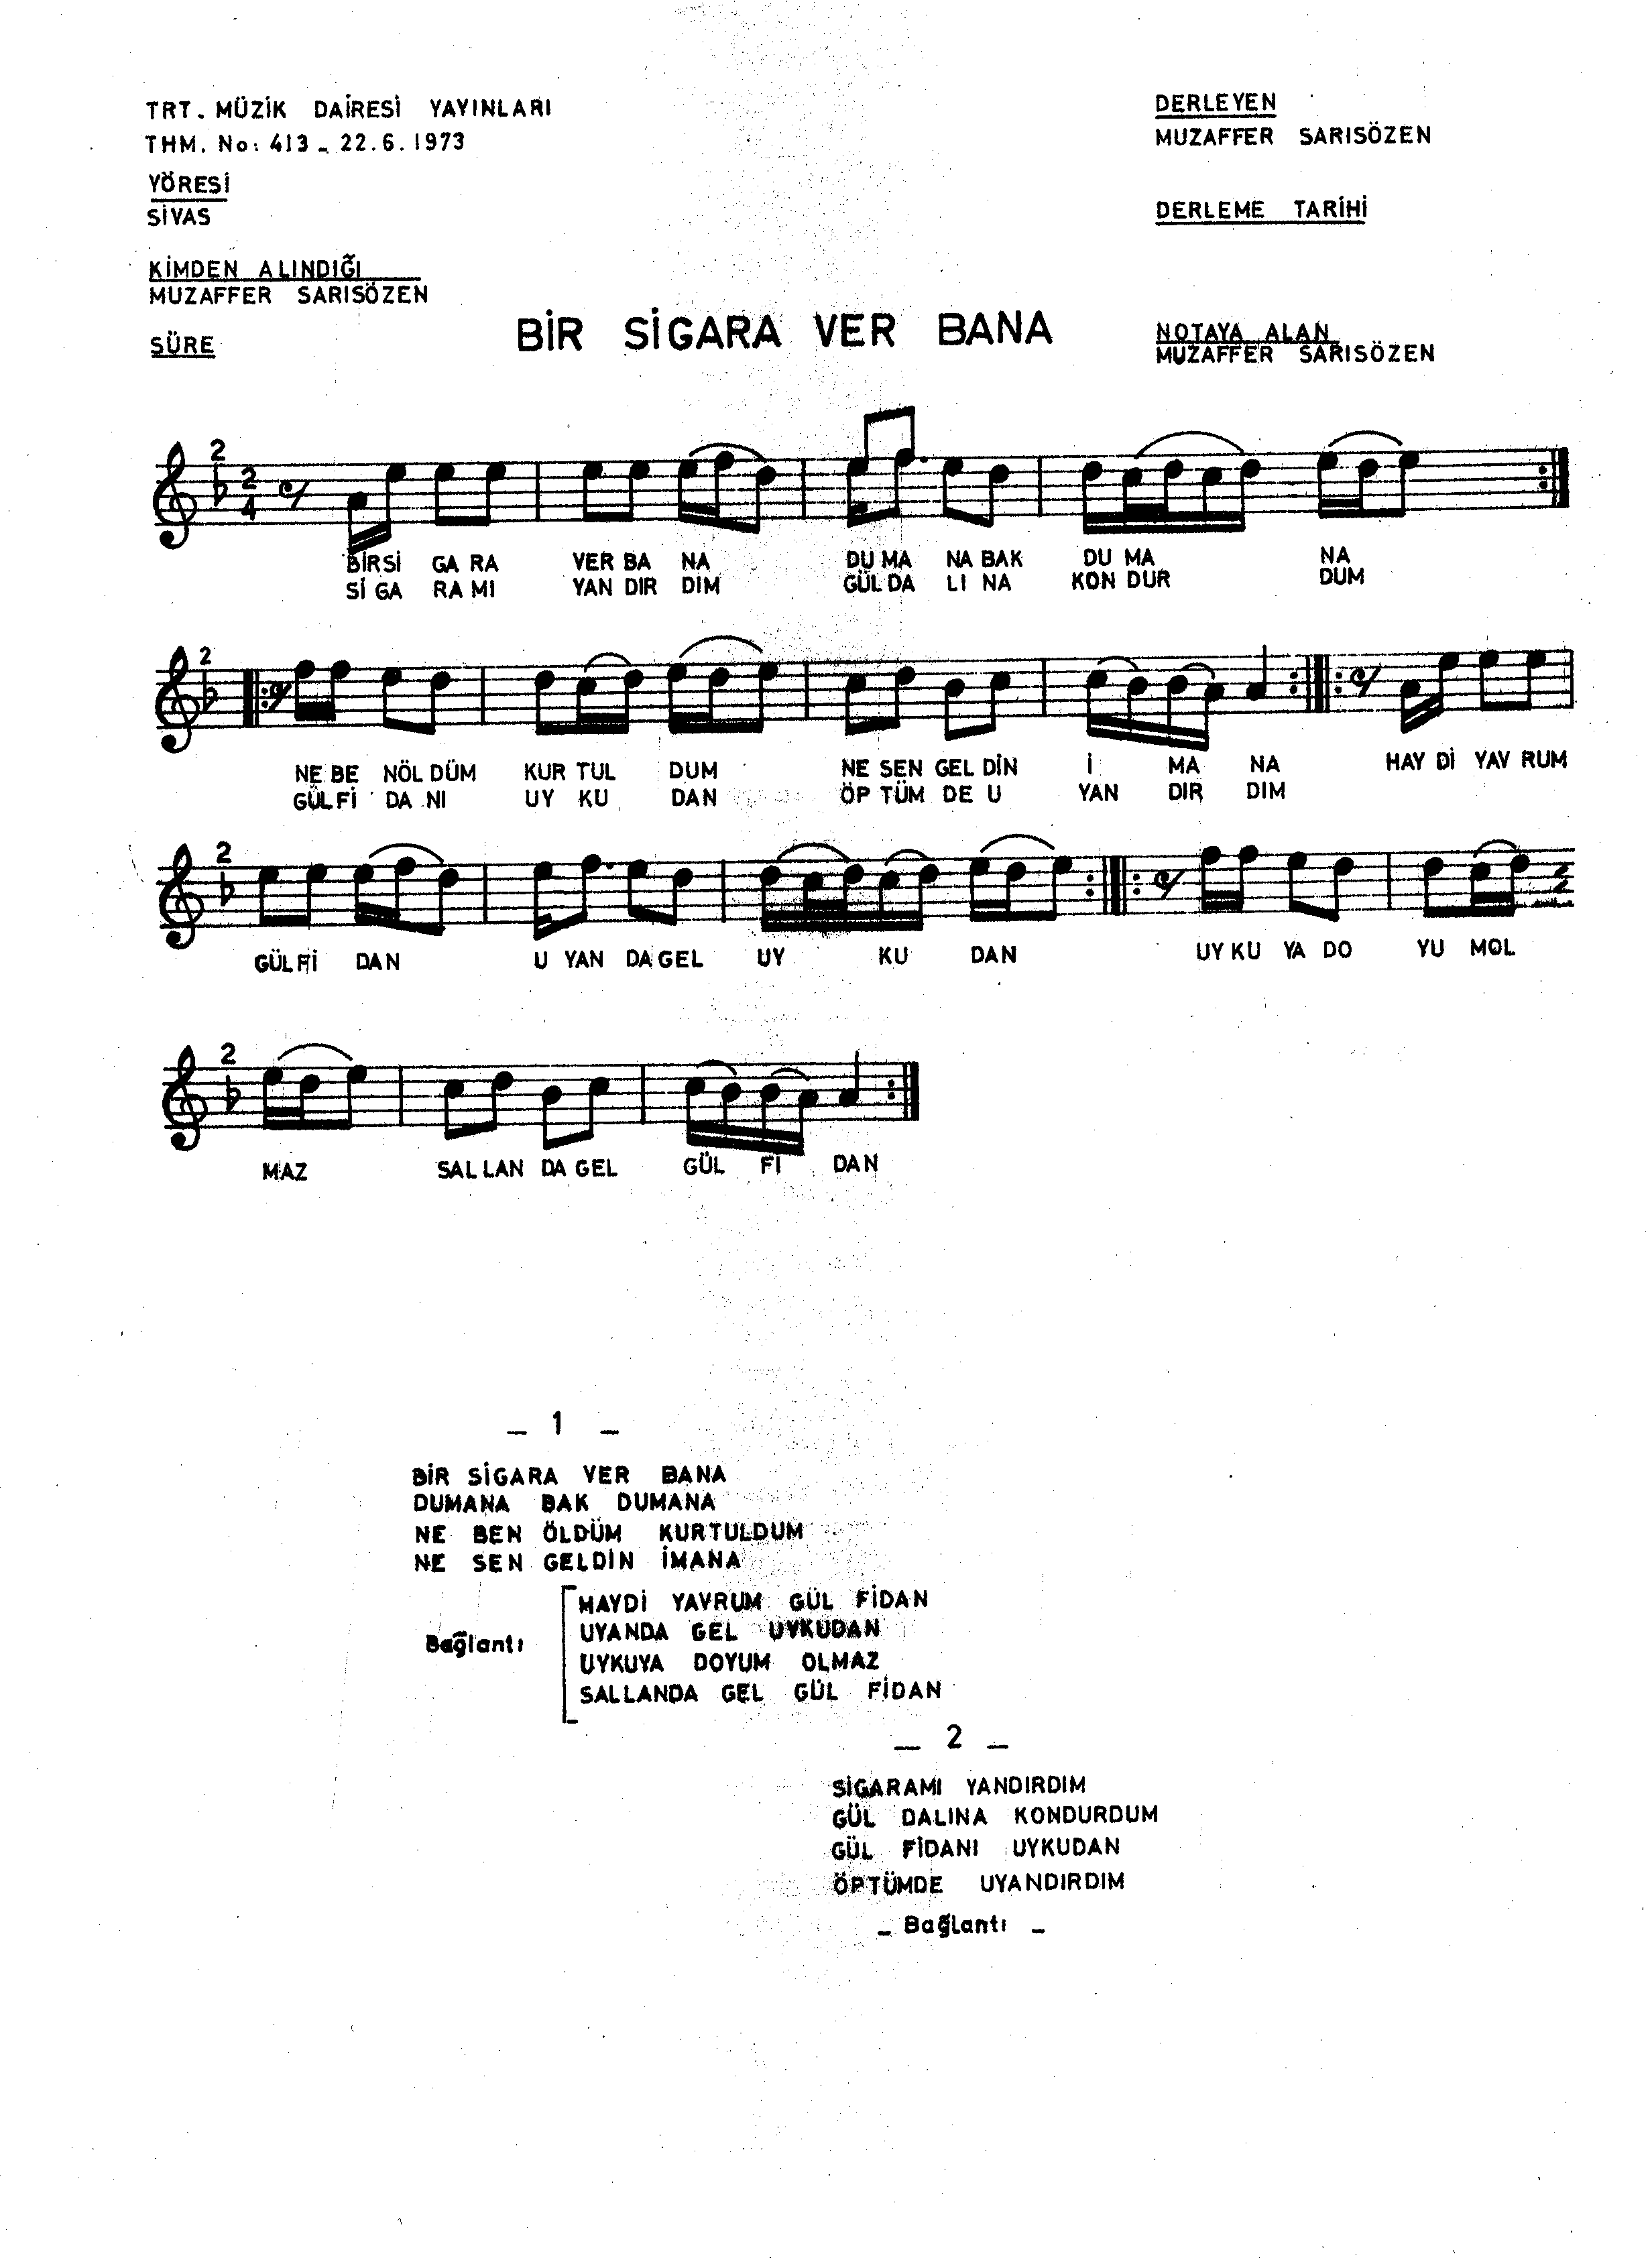 TRT. MÜZİK DAİRESİ YAYINLARI
THM. No: 413 - 22.6.1973
YÖRESİ
SİVAS
KİMDEN ALINDIĞI
MUZAFFER SARISÖZEN
SÜRE
DERLEYEN
MUZAFFER SARISÖZEN
DERLEME TARİHİ
NOTAYA ALAN
MUZAFFER SARISÖZEN
BİR SİGARA VER BANA
2 2 4
BİRSİ GA RA VER BA NA DU MA NA BAK DU MA NA
Sİ GA RA MI YAN DIR DIM GÜL DA LI NA KON DUR DUM
2
NE BE NÖL DÜM KUR TUL DUM NE SEN GEL DİN İ MA NA HAY Dİ YAV RUM
GÜL Fİ DA NI UY KU DAN ÖP TÜM DE U YAN DIR DIM
2
GÜL Fİ DAN U YAN DA GEL UY KU DAN UY KU YA DO YU MOL
2
MAZ SAL LAN DA GEL GÜL Fİ DAN
_ 1 _
BİR SİGARA VER BANA
DUMANA BAK DUMANA
NE BEN ÖLDÜM KURTULDUM
NE SEN GELDİN İMANA
Bağlantı
HAYDİ YAVRUM GÜL FİDAN
UYANDA GEL UYKUDAN
UYKUYA DOYUM OLMAZ
SALLANDA GEL GÜL FİDAN
_ 2 _
SİGARAMI YANDIRDIM
GÜL DALINA KONDURDUM
GÜL FİDANI UYKUDAN
ÖPTÜMDE UYANDIRDIM
_ Bağlantı _